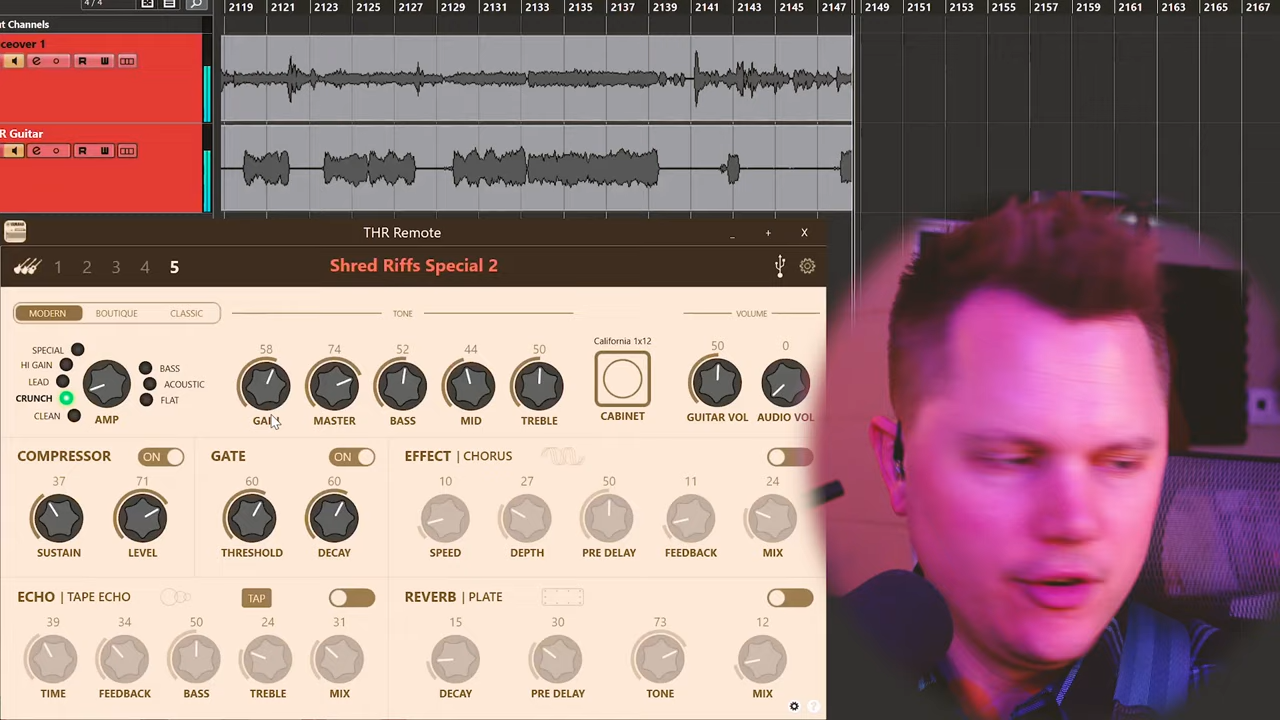 4/4
2119 2121 2123 2125 2127 2129 2131 2133 2135 2137 2139 2141 2143 2145 2147 2149 2151 2153 2155 2157 2159 2161 2163 2165 2167
t Channels
ceover 1
e R W
R Guitar
e R W
THR Remote
_ + X
1 2 3 4 5
Shred Riffs Special 2
MODERN BOUTIQUE CLASSIC
TONE
VOLUME
SPECIAL
HI GAIN
LEAD
CRUNCH
CLEAN
BASS
ACOUSTIC
FLAT
AMP
58 74 52 44 50
GAIN MASTER BASS MID TREBLE
California 1x12
CABINET
50 0
GUITAR VOL AUDIO VOL
COMPRESSOR ON
37 71
SUSTAIN LEVEL
GATE ON
60 60
THRESHOLD DECAY
EFFECT | CHORUS
10 27 50 11 24
SPEED DEPTH PRE DELAY FEEDBACK MIX
ECHO | TAPE ECHO TAP
39 34 50 24 31
TIME FEEDBACK BASS TREBLE MIX
REVERB | PLATE
15 30 73 12
DECAY PRE DELAY TONE MIX
?